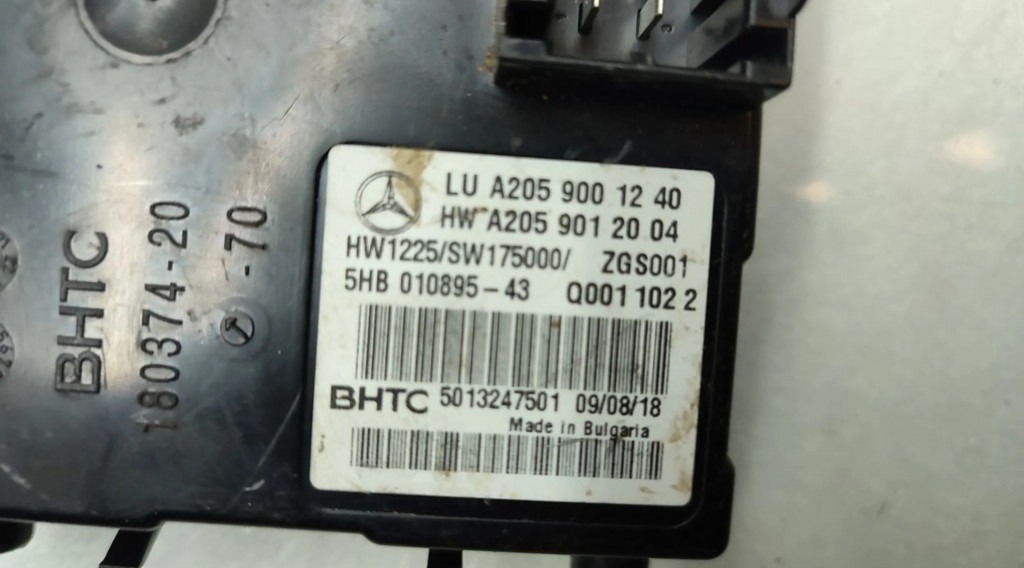 BHTC
180374-20
-70
LU A205 900 12 40
HW A205 901 20 04
HW1225/SW175000/ ZGS001
5HB 010895-43 Q001 102 2
BHTC 5013247501 09/08/18
Made in Bulgaria